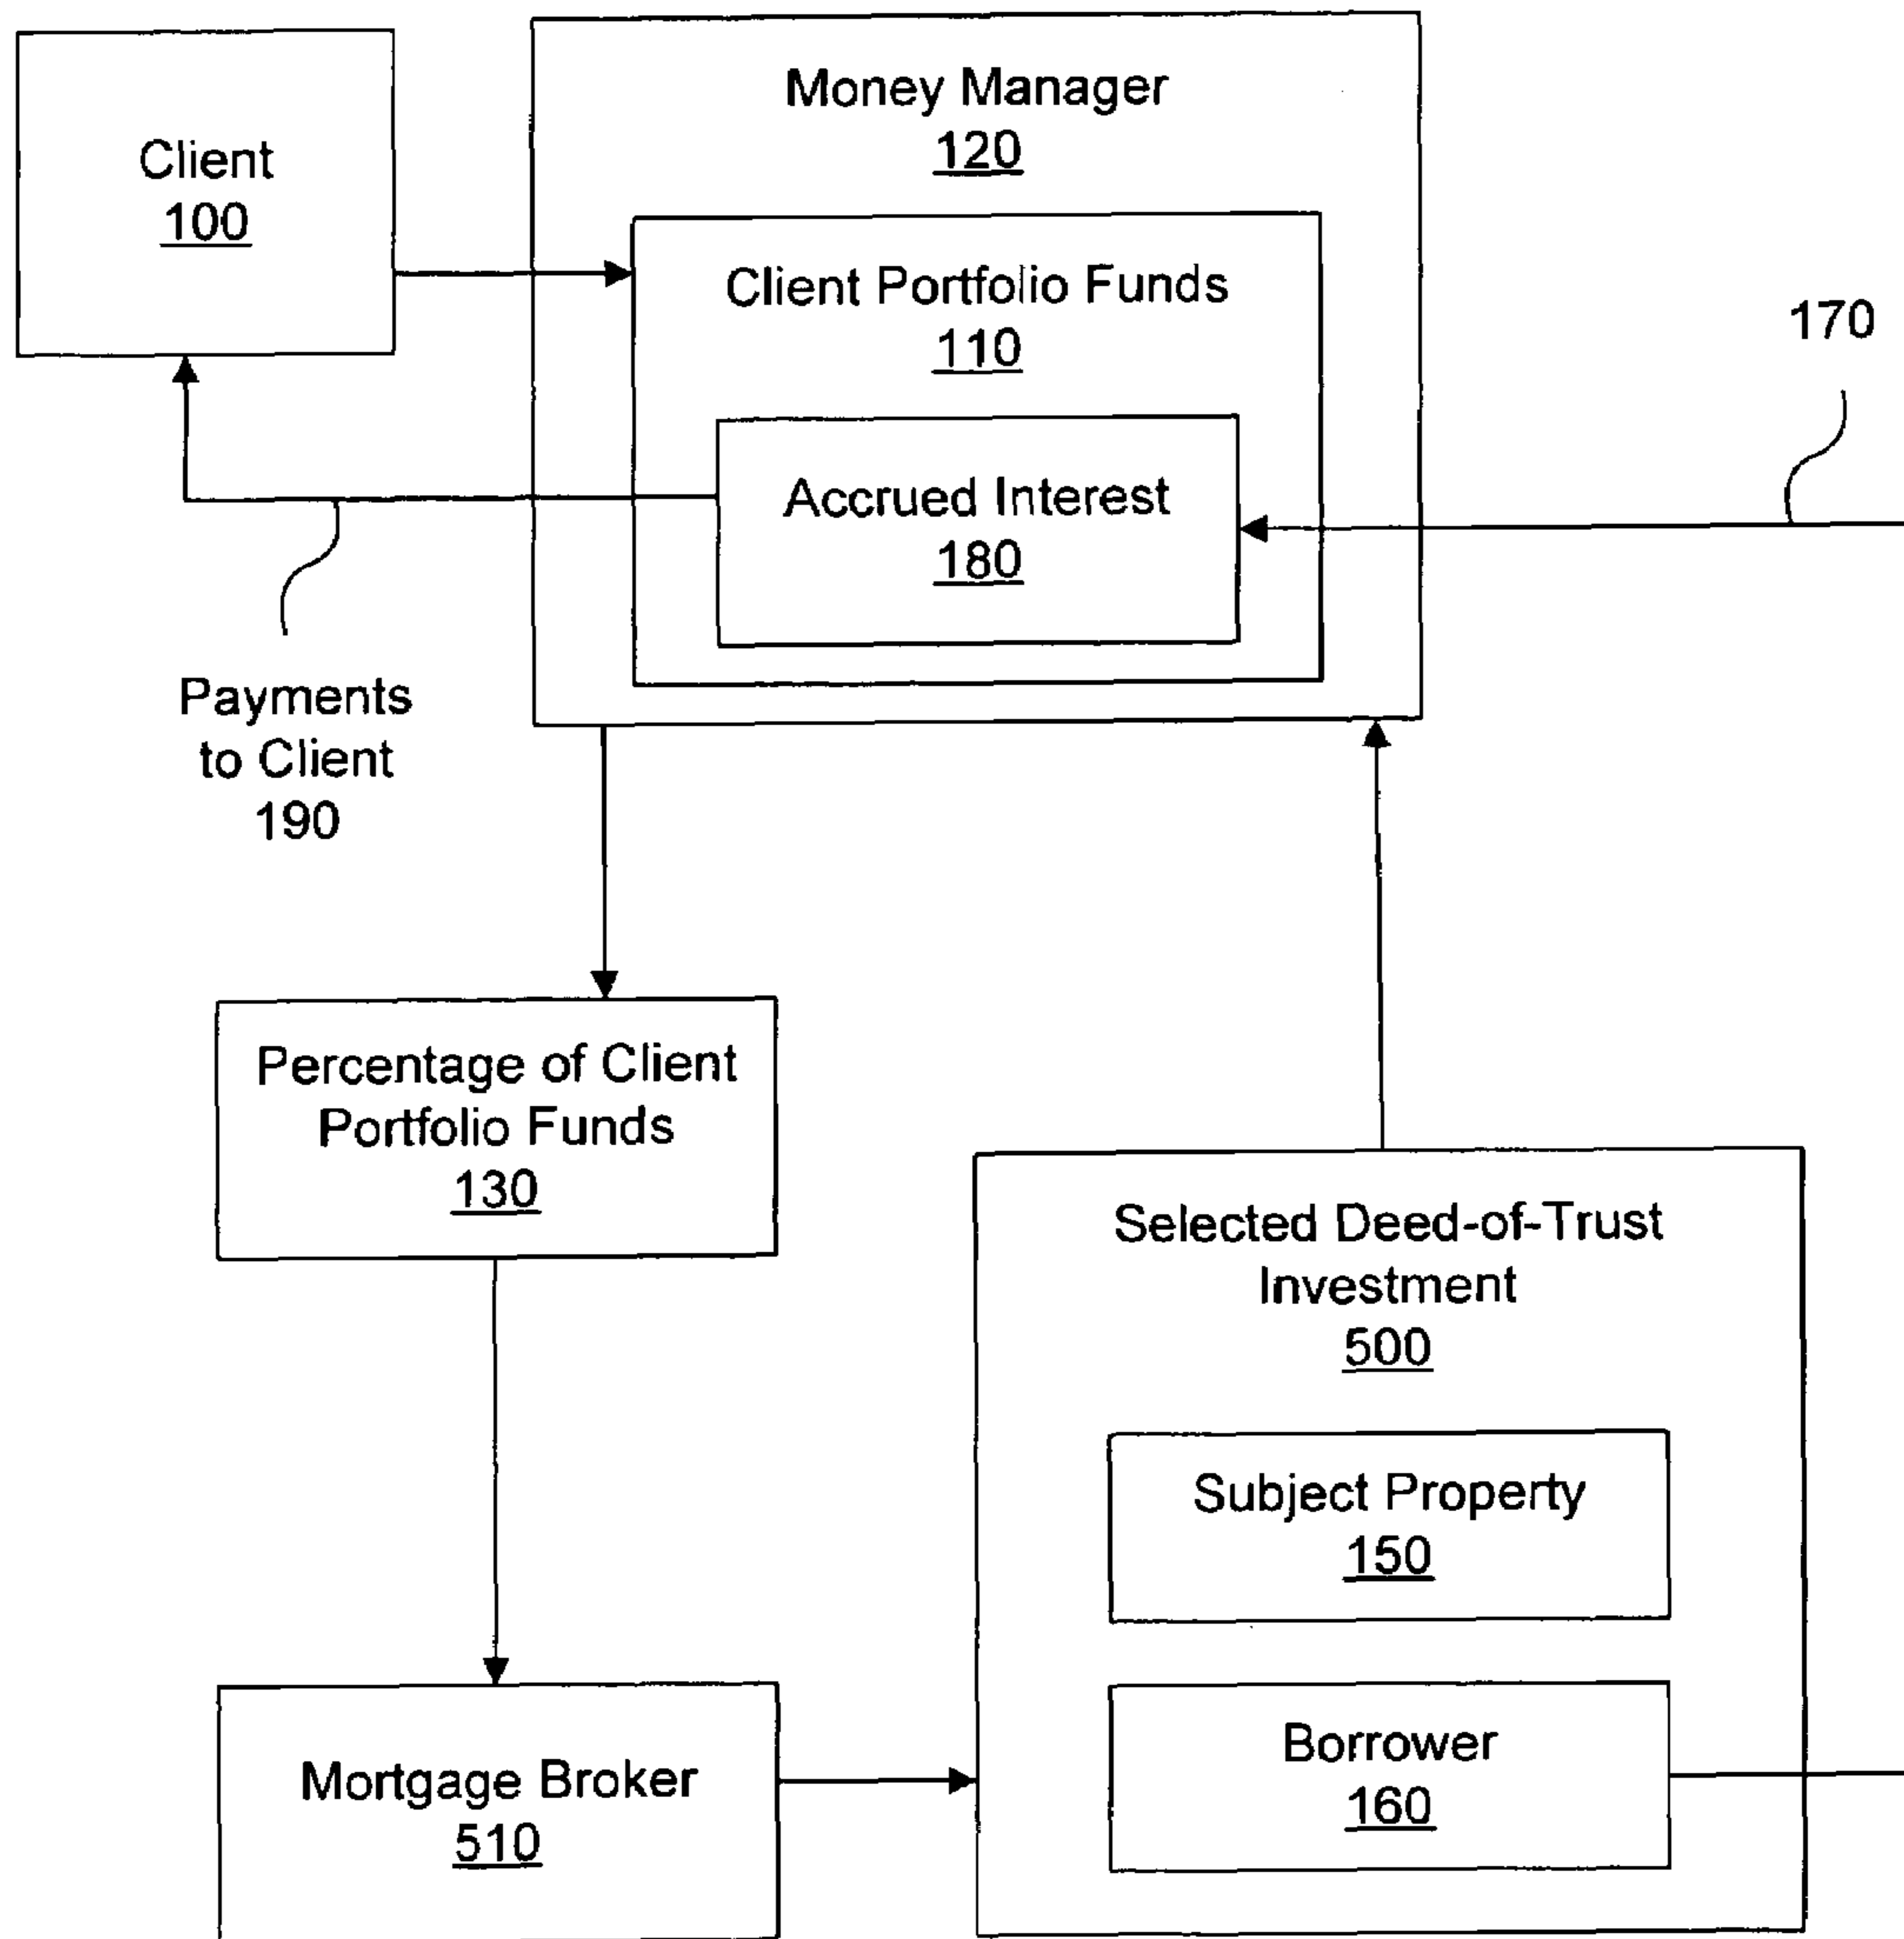 Client
100
Money Manager
120
Client Portfolio Funds
110
170
Accrued Interest
180
Payments
to Client
190
Percentage of Client
Portfolio Funds
130
Selected Deed-of-Trust
Investment
500
Subject Property
150
Mortgage Broker
510
Borrower
160